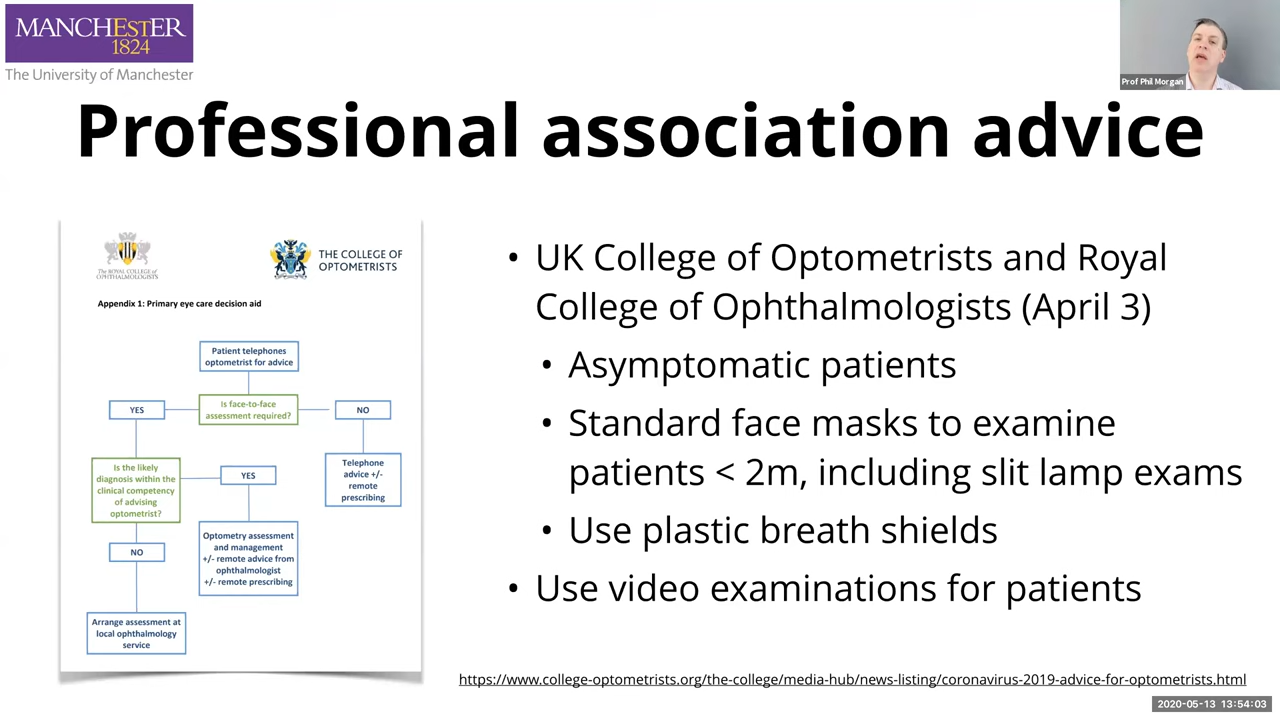 MANCHESTER
1824
The University of Manchester
Prof Phil Morgan
Professional association advice
THE ROYAL COLLEGE OF
OPHTHALMOLOGISTS
THE COLLEGE OF
OPTOMETRISTS
Appendix 1: Primary eye care decision aid
Patient telephones
optometrist for advice
Is face-to-face
assessment required?
YES
NO
Is the likely
diagnosis within the
clinical competency
of advising
optometrist?
YES
Telephone
advice +/-
remote
prescribing
NO
Optometry assessment
and management
+/- remote advice from
ophthalmologist
+/- remote prescribing
Arrange assessment at
local ophthalmology
service
• UK College of Optometrists and Royal
College of Ophthalmologists (April 3)
• Asymptomatic patients
• Standard face masks to examine
patients < 2m, including slit lamp exams
• Use plastic breath shields
• Use video examinations for patients
https://www.college-optometrists.org/the-college/media-hub/news-listing/coronavirus-2019-advice-for-optometrists.html
2020-05-13 13:54:03